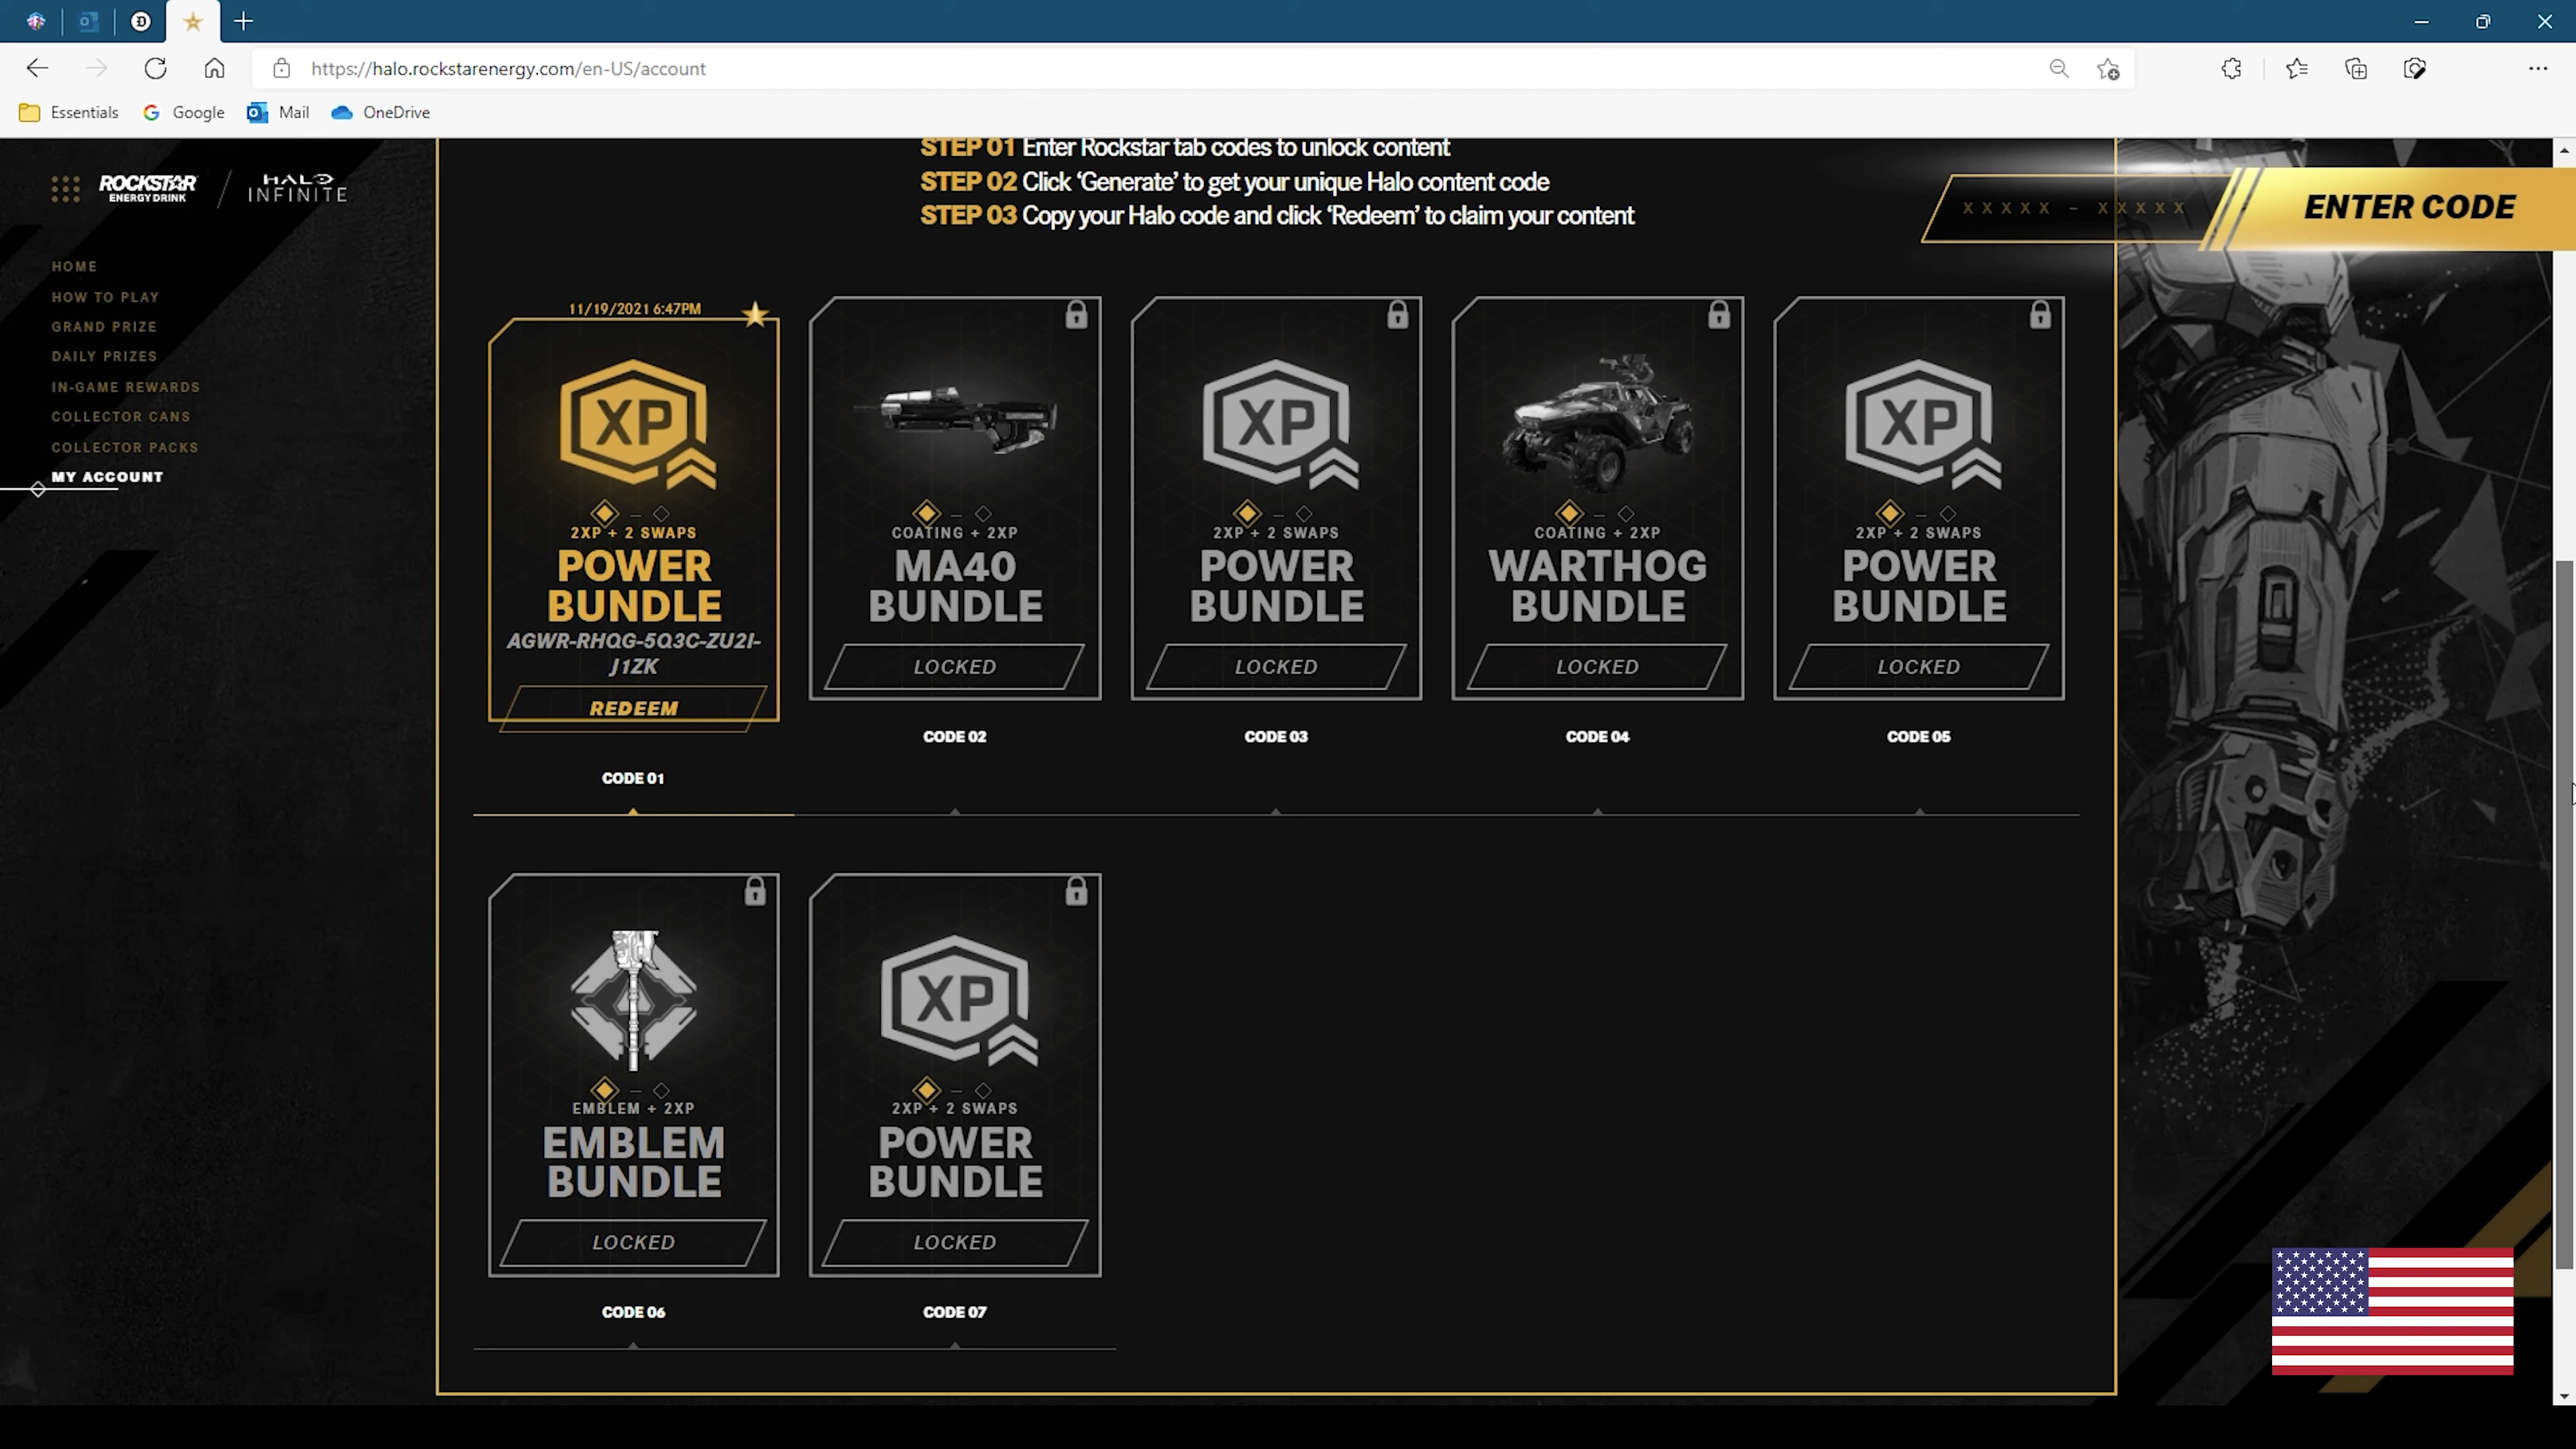 https://halo.rockstarenergy.com/en-US/account
Essentials
Google
Mail
OneDrive
ROCKSTAR
ENERGY DRINK
HALO
INFINITE
HOME
HOW TO PLAY
GRAND PRIZE
DAILY PRIZES
IN-GAME REWARDS
COLLECTOR CANS
COLLECTOR PACKS
MY ACCOUNT
STEP 01 Enter Rockstar tab codes to unlock content
STEP 02 Click ‘Generate’ to get your unique Halo content code
STEP 03 Copy your Halo code and click ‘Redeem’ to claim your content
XXXXX - XXXXX
ENTER CODE
11/19/2021 6:47PM
XP
2XP + 2 SWAPS
POWER
BUNDLE
AGWR-RHQG-5Q3C-ZU2I-
J1ZK
REDEEM
CODE 01
COATING + 2XP
MA40
BUNDLE
LOCKED
CODE 02
XP
2XP + 2 SWAPS
POWER
BUNDLE
LOCKED
CODE 03
COATING + 2XP
WARTHOG
BUNDLE
LOCKED
CODE 04
XP
2XP + 2 SWAPS
POWER
BUNDLE
LOCKED
CODE 05
EMBLEM + 2XP
EMBLEM
BUNDLE
LOCKED
CODE 06
XP
2XP + 2 SWAPS
POWER
BUNDLE
LOCKED
CODE 07